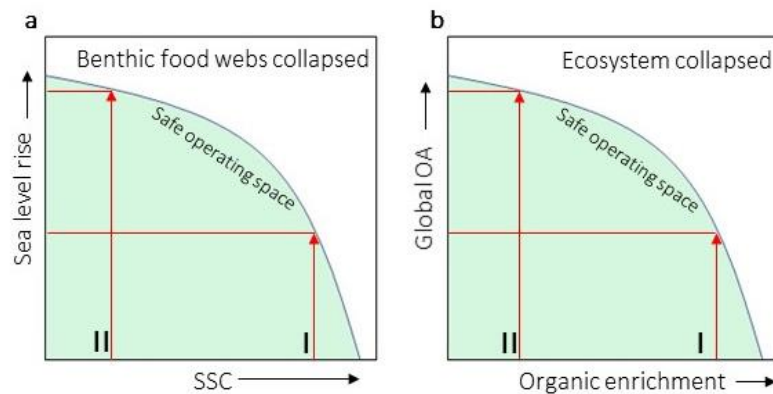 a
Benthic food webs collapsed
Safe operating space
Sea level rise
II
I
SSC
b
Ecosystem collapsed
Safe operating space
Global OA
II
I
Organic enrichment